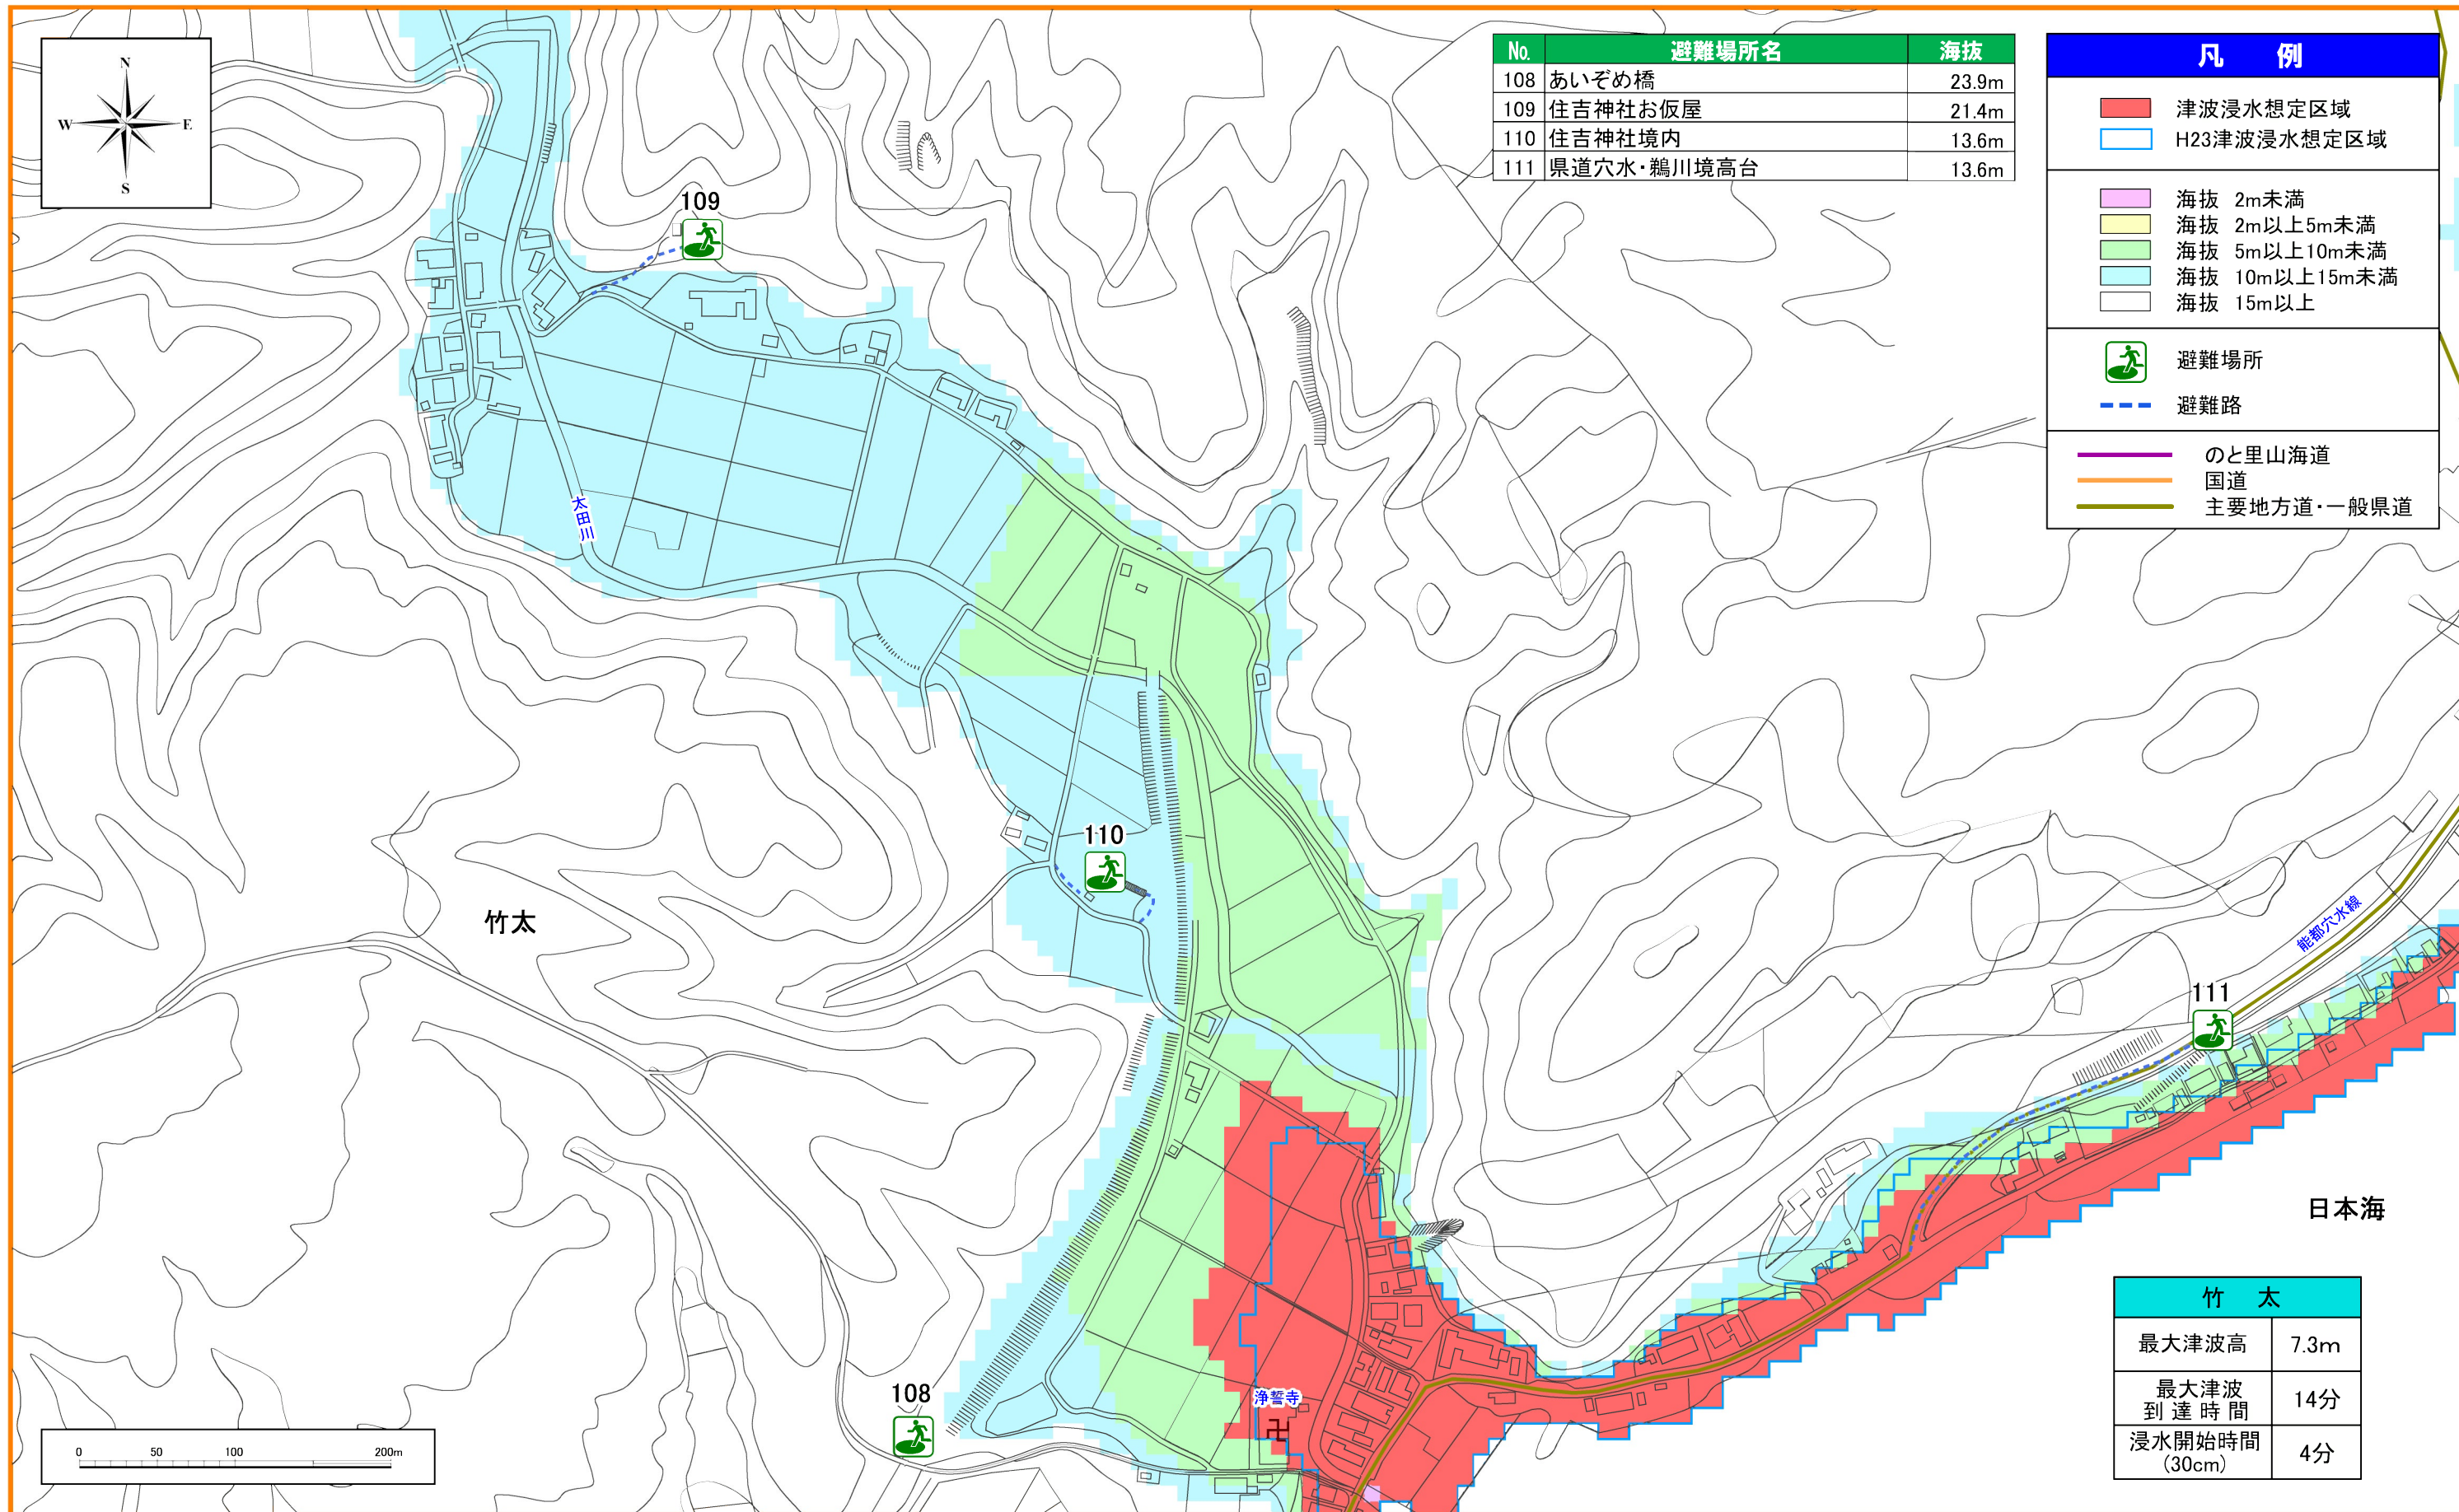 N
W E
S
No. 避難場所名 海抜
108 あいぞめ橋 23.9m
109 住吉神社お仮屋 21.4m
110 住吉神社境内 13.6m
111 県道穴水・鵜川境高台 13.6m
凡 例
津波浸水想定区域
H23津波浸水想定区域
海抜 2m未満
海抜 2m以上5m未満
海抜 5m以上10m未満
海抜 10m以上15m未満
海抜 15m以上
避難場所
避難路
のと里山海道
国道
主要地方道・一般県道
109
太田川
110
竹太
能都穴水線
111
日本海
108
浄誓寺
卍
竹 太
最大津波高 7.3m
最大津波
到達時間 14分
浸水開始時間
(30cm) 4分
0 50 100 200m